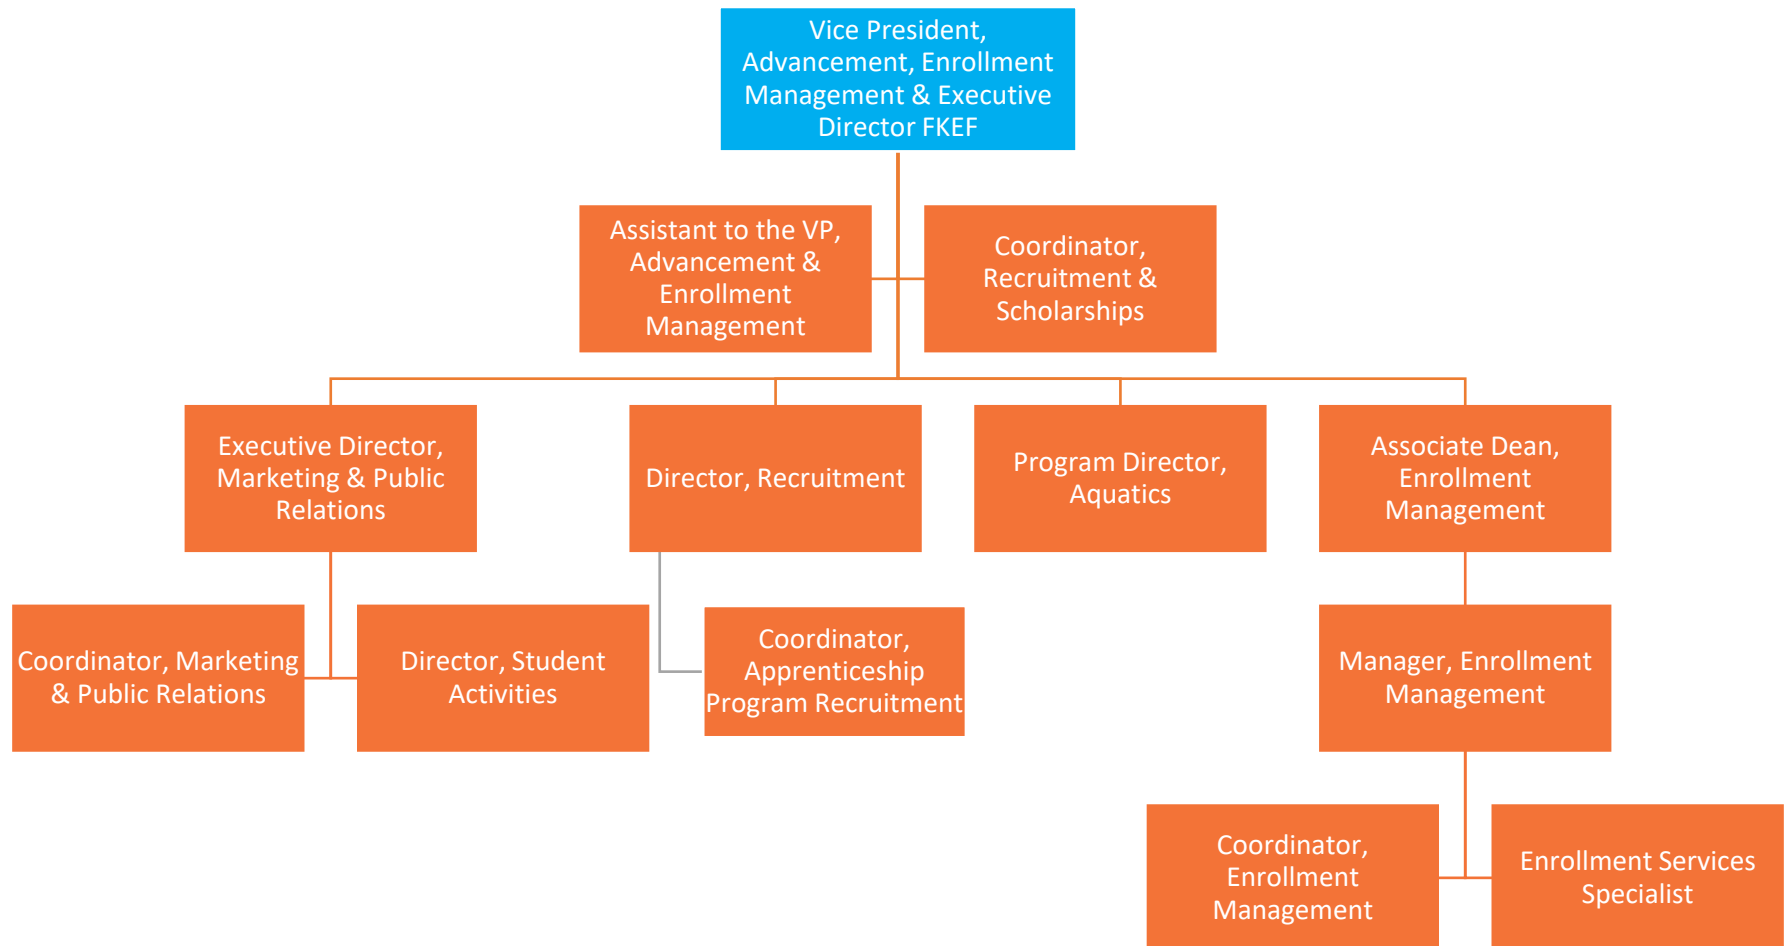 Vice President,
Advancement, Enrollment
Management & Executive
Director FKEF
Assistant to the VP,
Advancement &
Enrollment
Management
Coordinator,
Recruitment &
Scholarships
Executive Director,
Marketing & Public
Relations
Director, Recruitment
Program Director,
Aquatics
Associate Dean,
Enrollment
Management
Coordinator, Marketing
& Public Relations
Director, Student
Activities
Coordinator,
Apprenticeship
Program Recruitment
Manager, Enrollment
Management
Coordinator,
Enrollment
Management
Enrollment Services
Specialist